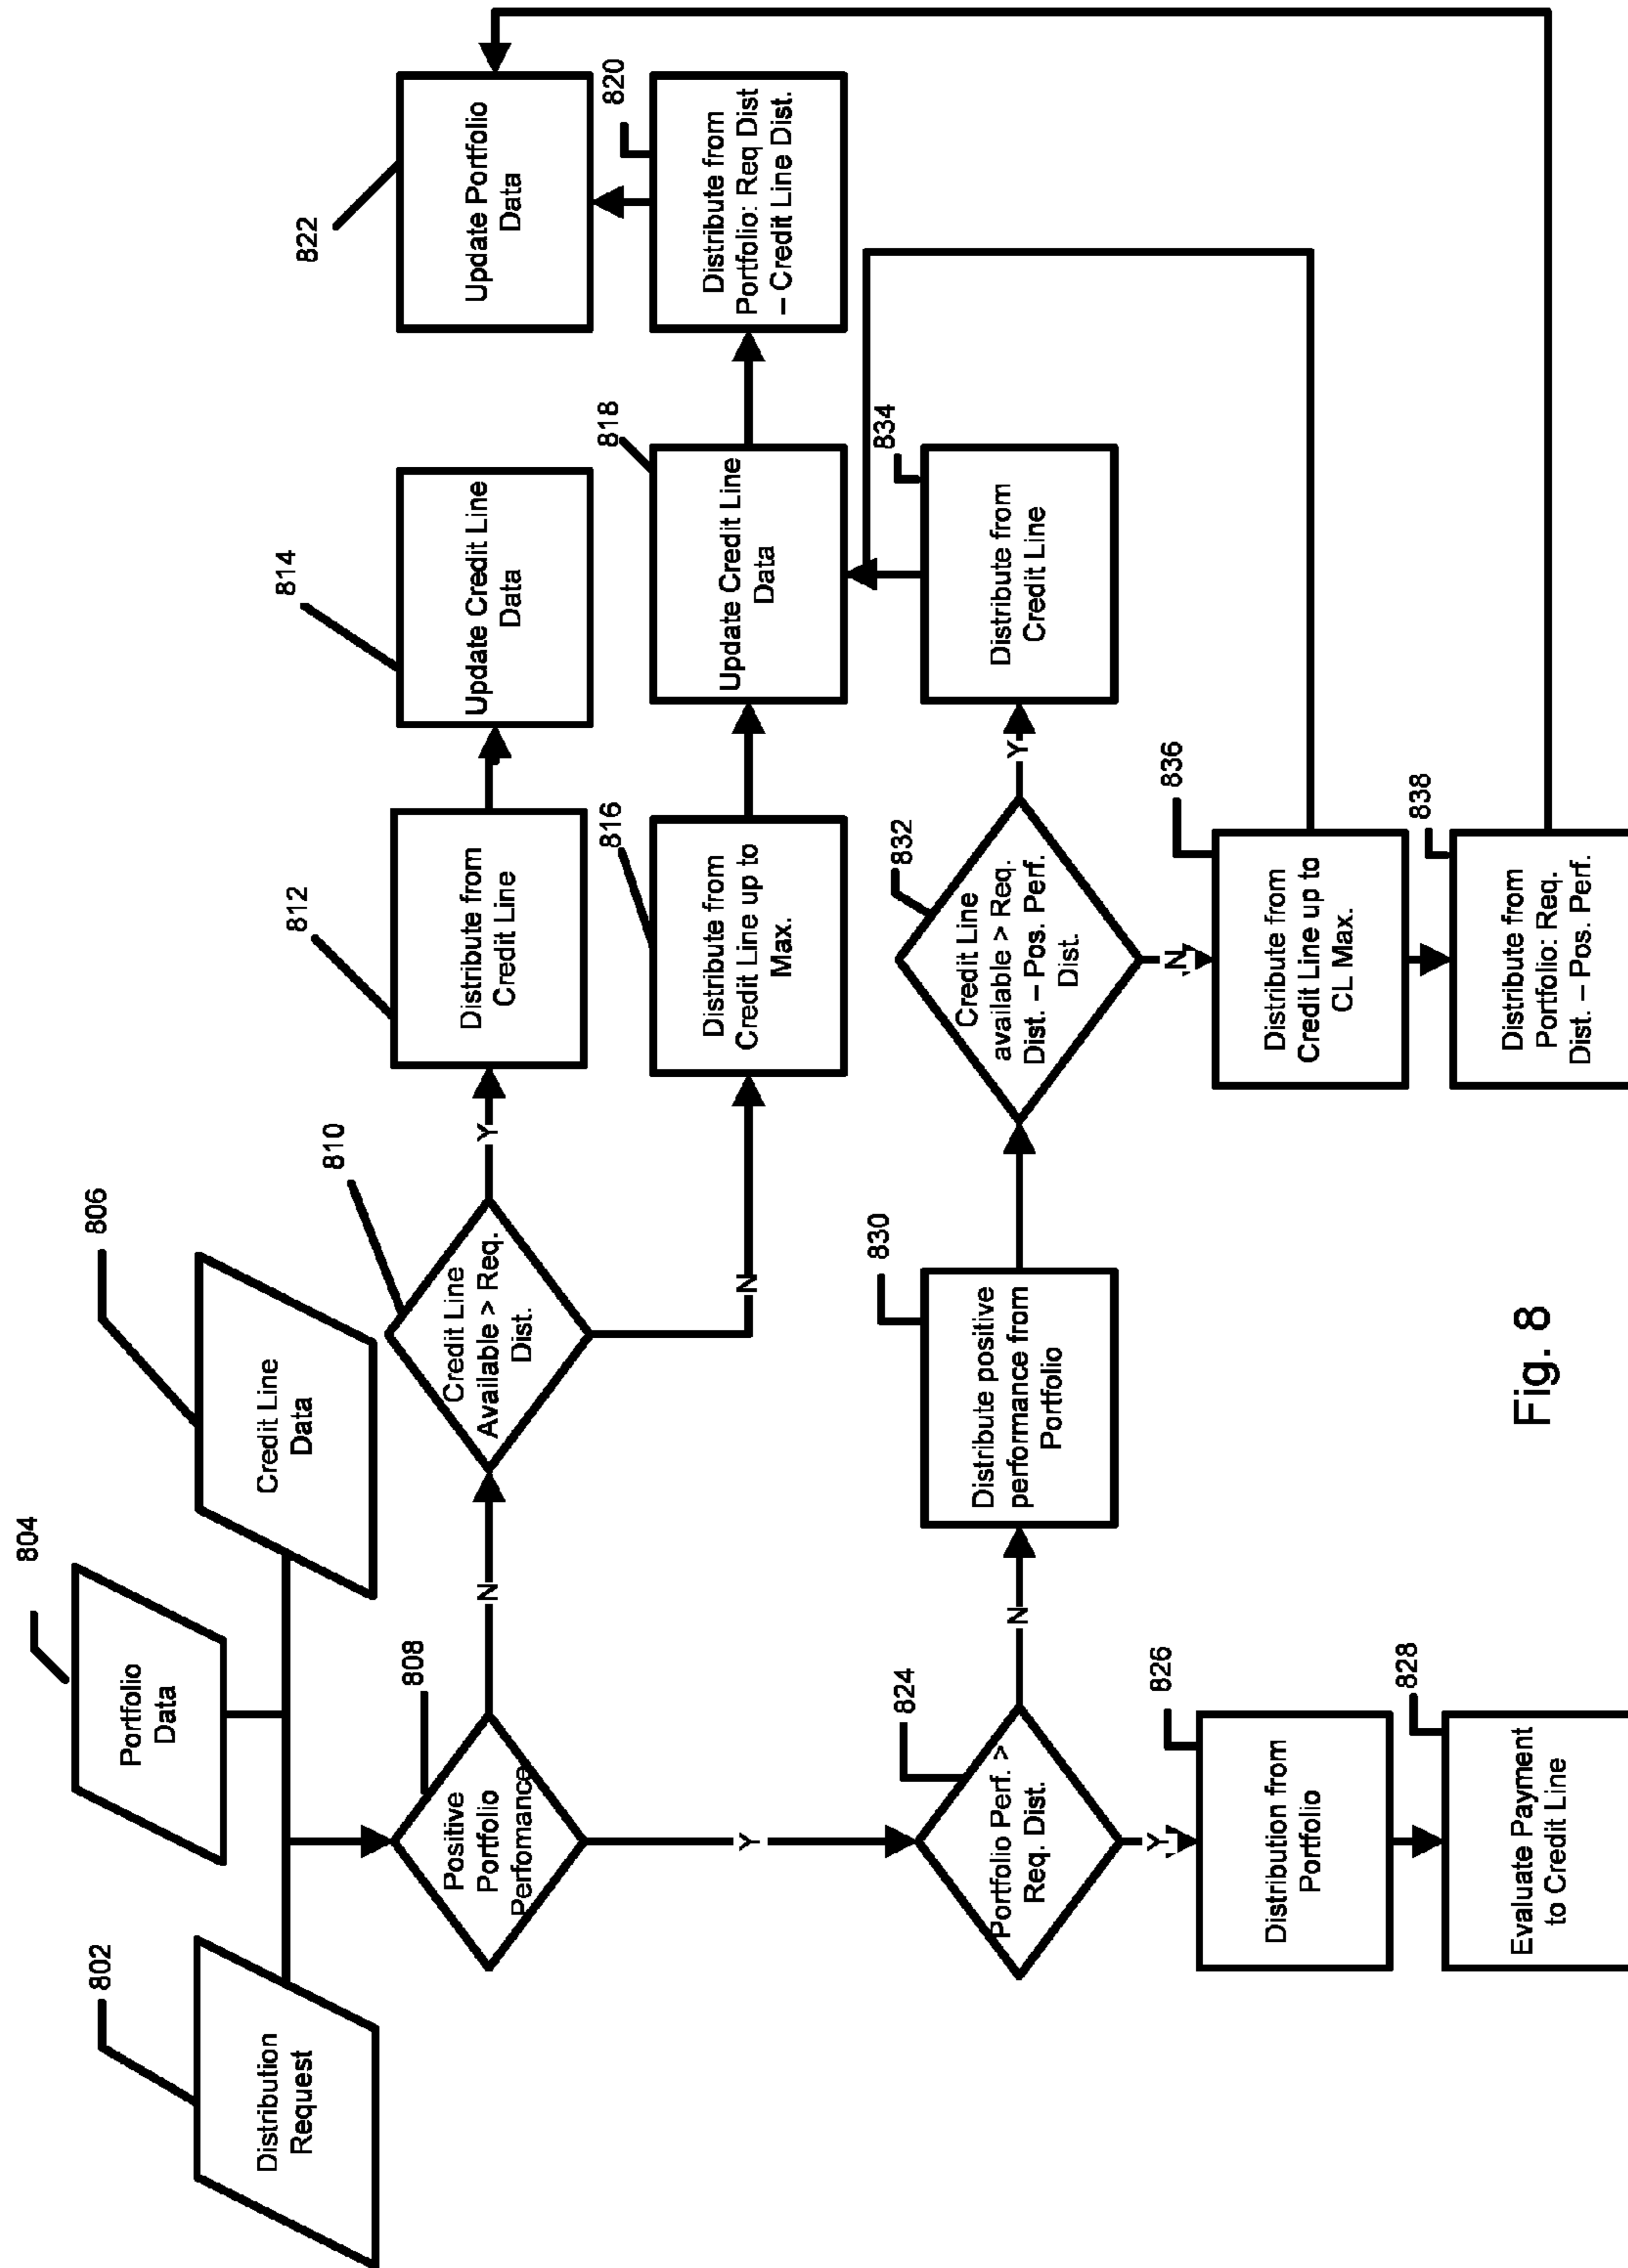 802
Distribution
Request
804
Portfolio
Data
806
Credit Line
Data
808
Positive
Portfolio
Perfomance
N
Y
810
Credit Line
Available > Req.
Dist.
Y
N
812
Distribute from
Credit Line
814
Update Credit Line
Data
816
Distribute from
Credit Line up to
Max.
818
Update Credit Line
Data
820
Distribute from
Portfolio: Req Dist
– Credit Line Dist.
822
Update Portfolio
Data
824
Portfolio Perf. >
Req. Dist.
N
Y
826
Distribution from
Portfolio
828
Evaluate Payment
to Credit Line
830
Distribute positive
performance from
Portfolio
832
Credit Line
available > Req.
Dist. – Pos. Perf.
Dist.
Y
N
834
Distribute from
Credit Line
836
Distribute from
Credit Line up to
CL Max.
838
Distribute from
Portfolio: Req.
Dist. – Pos. Perf.
Fig. 8